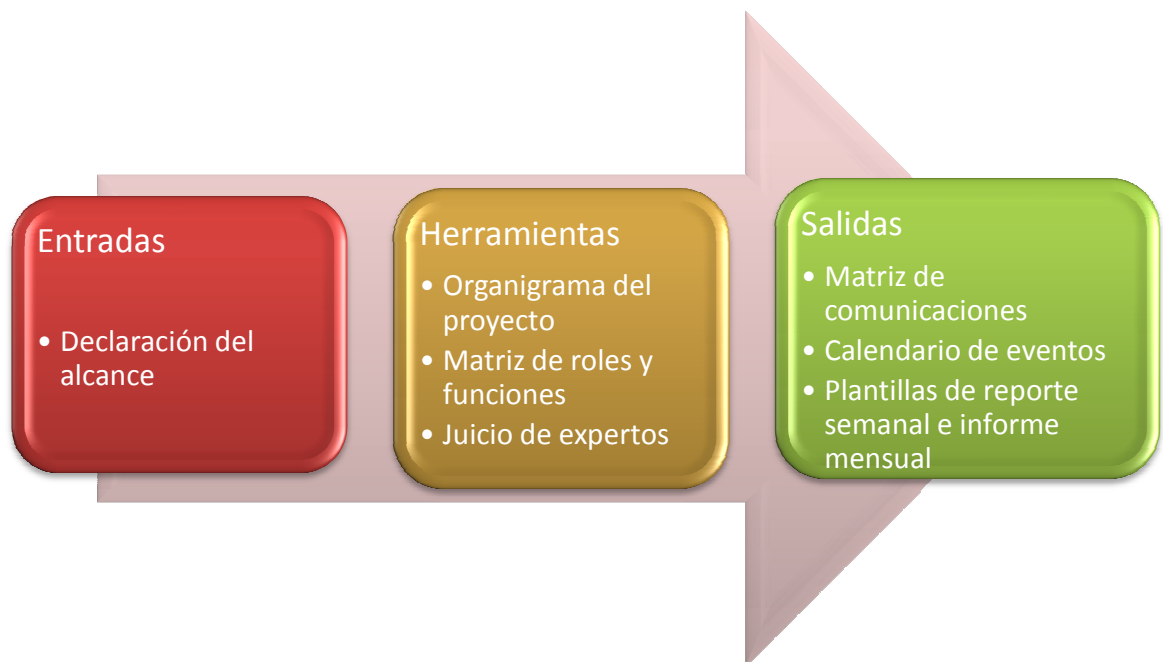 Entradas
• Declaración del
alcance
Herramientas
• Organigrama del
proyecto
• Matriz de roles y
funciones
• Juicio de expertos
Salidas
• Matriz de
comunicaciones
• Calendario de eventos
• Plantillas de reporte
semanal e informe
mensual